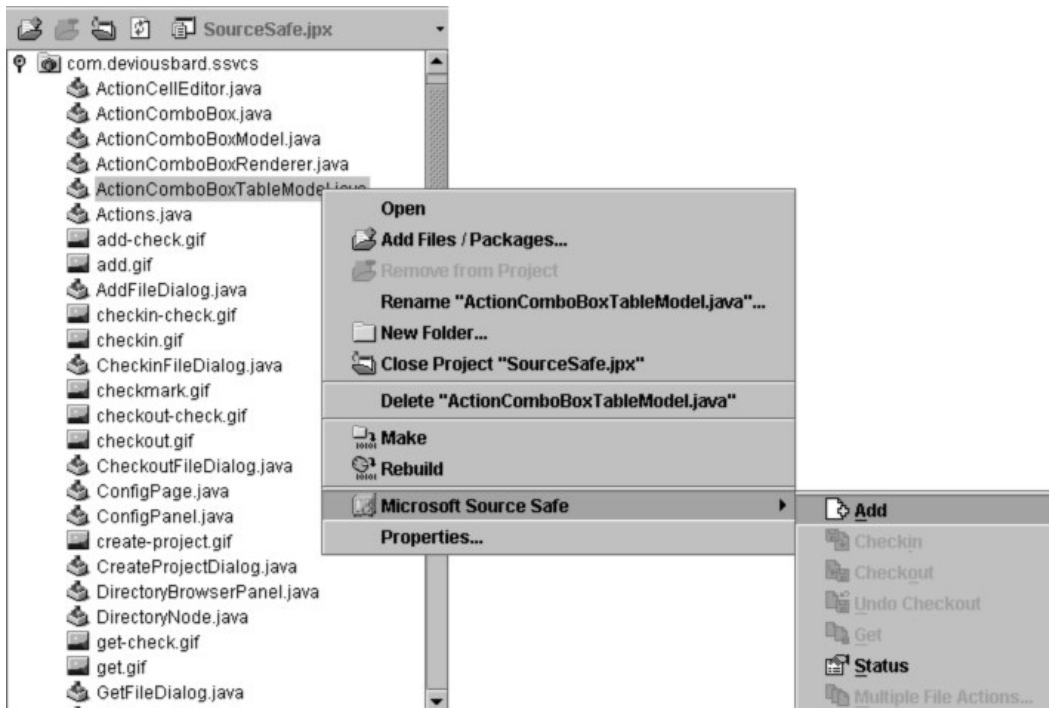 SourceSafe.jpx
com.deviousbard.ssvcs
ActionCellEditor.java
ActionComboBox.java
ActionComboBoxModel.java
ActionComboBoxRenderer.java
ActionComboBoxTableModel.java
Actions.java
add-check.gif
add.gif
AddFileDialog.java
checkin-check.gif
checkin.gif
CheckinFileDialog.java
checkmark.gif
checkout-check.gif
checkout.gif
CheckoutFileDialog.java
ConfigPage.java
ConfigPanel.java
create-project.gif
CreateProjectDialog.java
DirectoryBrowserPanel.java
DirectoryNode.java
get-check.gif
get.gif
GetFileDialog.java
Open
Add Files / Packages...
Remove from Project
Rename "ActionComboBoxTableModel.java"...
New Folder...
Close Project "SourceSafe.jpx"
Delete "ActionComboBoxTableModel.java"
Make
Rebuild
Microsoft Source Safe
Properties...
Add
Checkin
Checkout
Undo Checkout
Get
Status
Multiple File Actions...